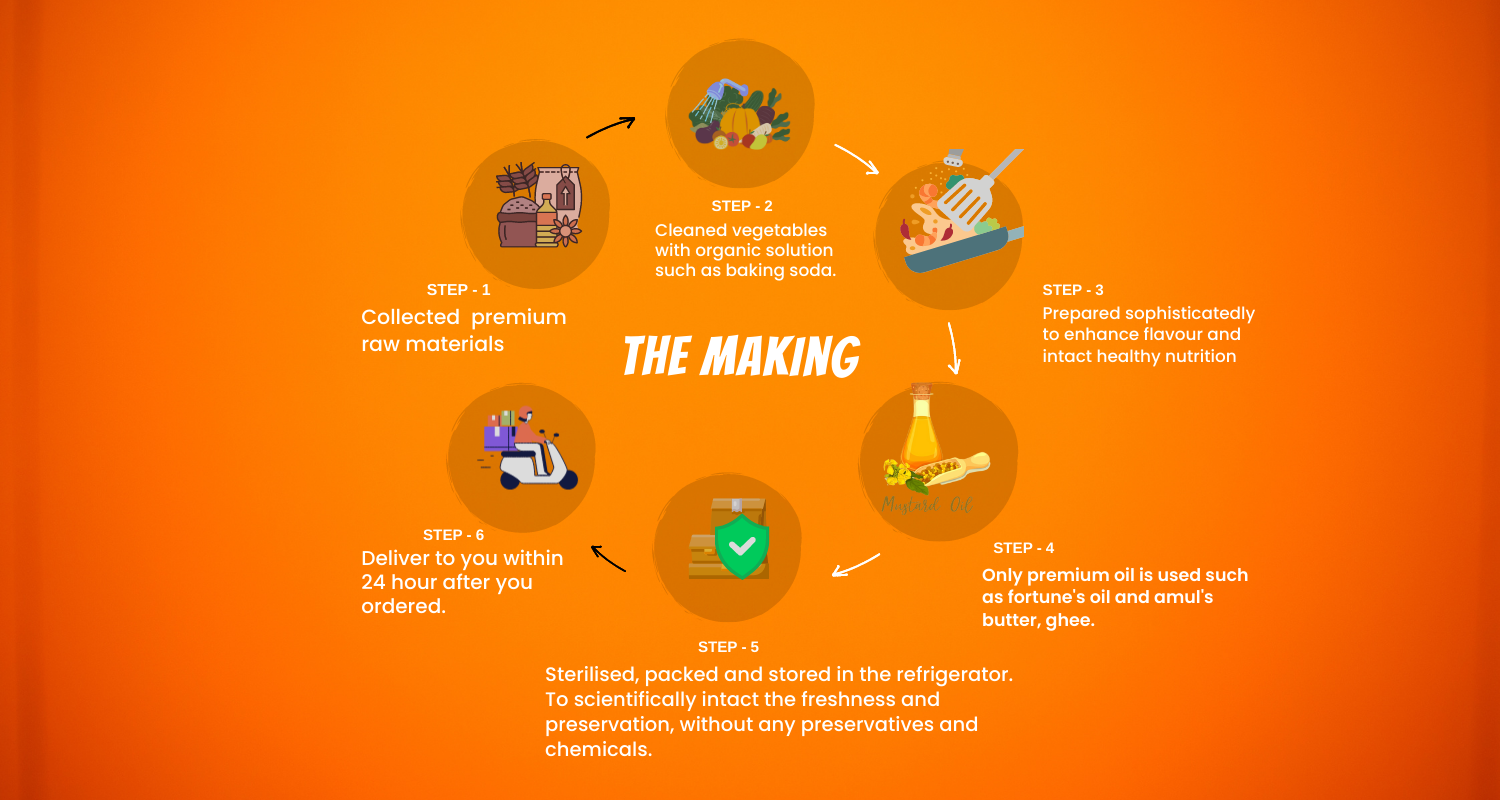 STEP - 1
Collected premium
raw materials
STEP - 2
Cleaned vegetables
with organic solution
such as baking soda.
STEP - 3
Prepared sophisticatedly
to enhance flavour and
intact healthy nutrition
THE MAKING
Mustard Oil
STEP - 4
Only premium oil is used such
as fortune's oil and amul's
butter, ghee.
STEP - 5
Sterilised, packed and stored in the refrigerator.
To scientifically intact the freshness and
preservation, without any preservatives and
chemicals.
STEP - 6
Deliver to you within
24 hour after you
ordered.